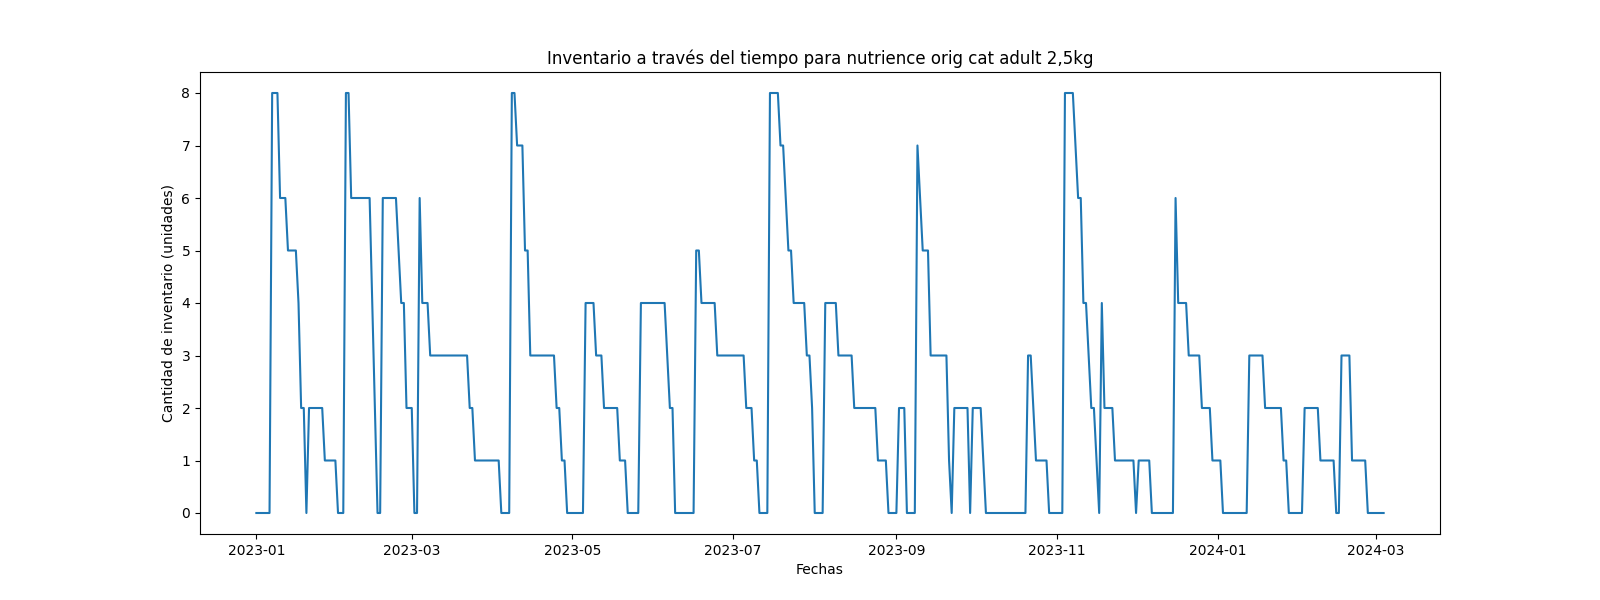 Inventario a través del tiempo para nutrience orig cat adult 2,5kg
Cantidad de inventario (unidades)
8
7
6
5
4
3
2
1
0
2023-01 2023-03 2023-05 2023-07 2023-09 2023-11 2024-01 2024-03
Fechas